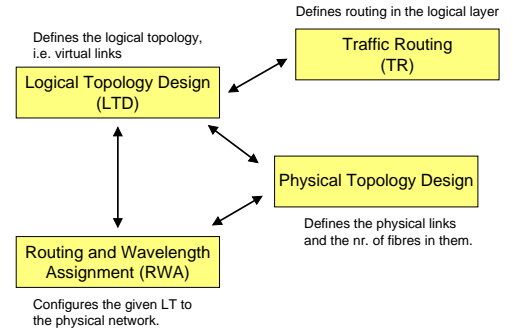 Defines routing in the logical layer
Traffic Routing
(TR)
Defines the logical topology,
i.e. virtual links
Logical Topology Design
(LTD)
Physical Topology Design
Defines the physical links
and the nr. of fibres in them.
Routing and Wavelength
Assignment (RWA)
Configures the given LT to
the physical network.